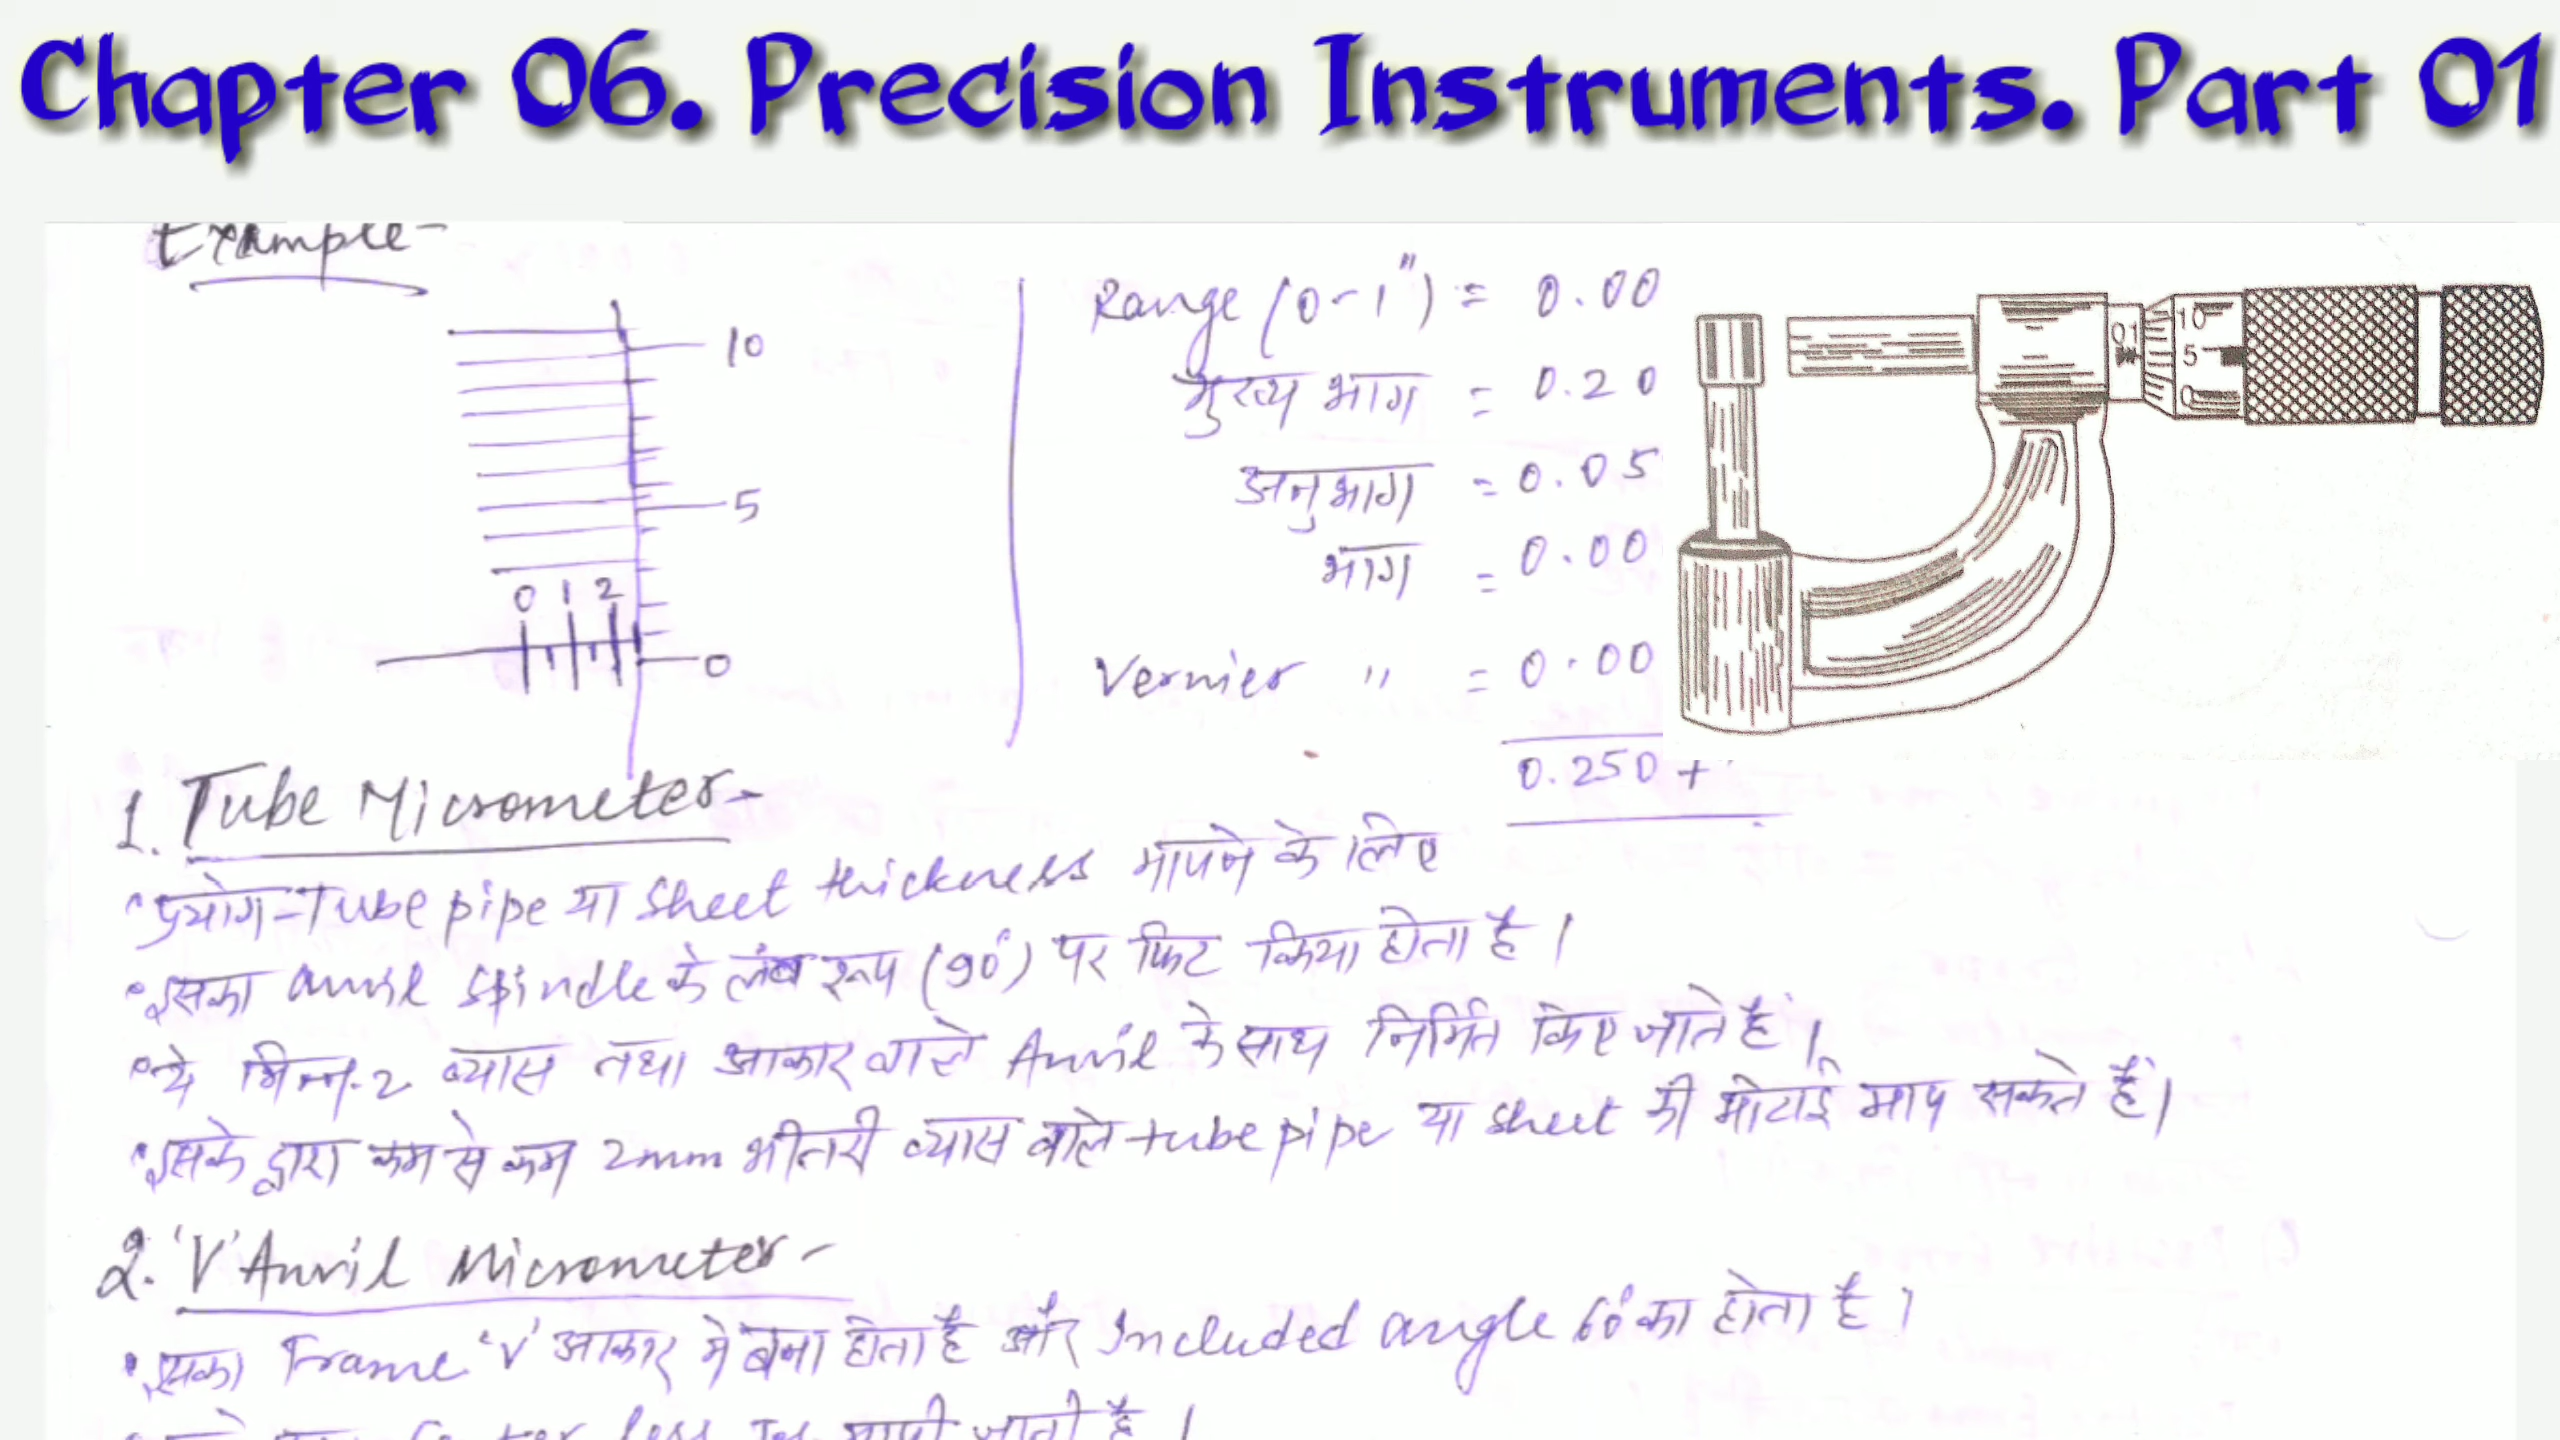 Chapter 06. Precision Instruments. Part 01
Example-
10
5
0 1 2
0
Range (0-1") = 0.00
मुख्य भाग = 0.20
अनुभाग = 0.05
भाग = 0.00
Vernier " = 0.00
0.250 +
01
10
5
0
1. Tube Micrometer-
प्रयोग-Tube pipe या sheet thickness मापने के लिए
इसका anvil spindle के लंब रूप (90°) पर फिट किया होता है।
ये भिन्न-2 व्यास तथा आकार वाले Anvil के साथ निर्मित किए जाते हैं।
इसके द्वारा कम से कम 2mm भीतरी व्यास वाले tube pipe या sheet की मोटाई माप सकते हैं।
2. 'V' Anvil Micrometer-
इसका Frame 'V' आकार में बना होता है और Included angle 60° का होता है।
जाती है।